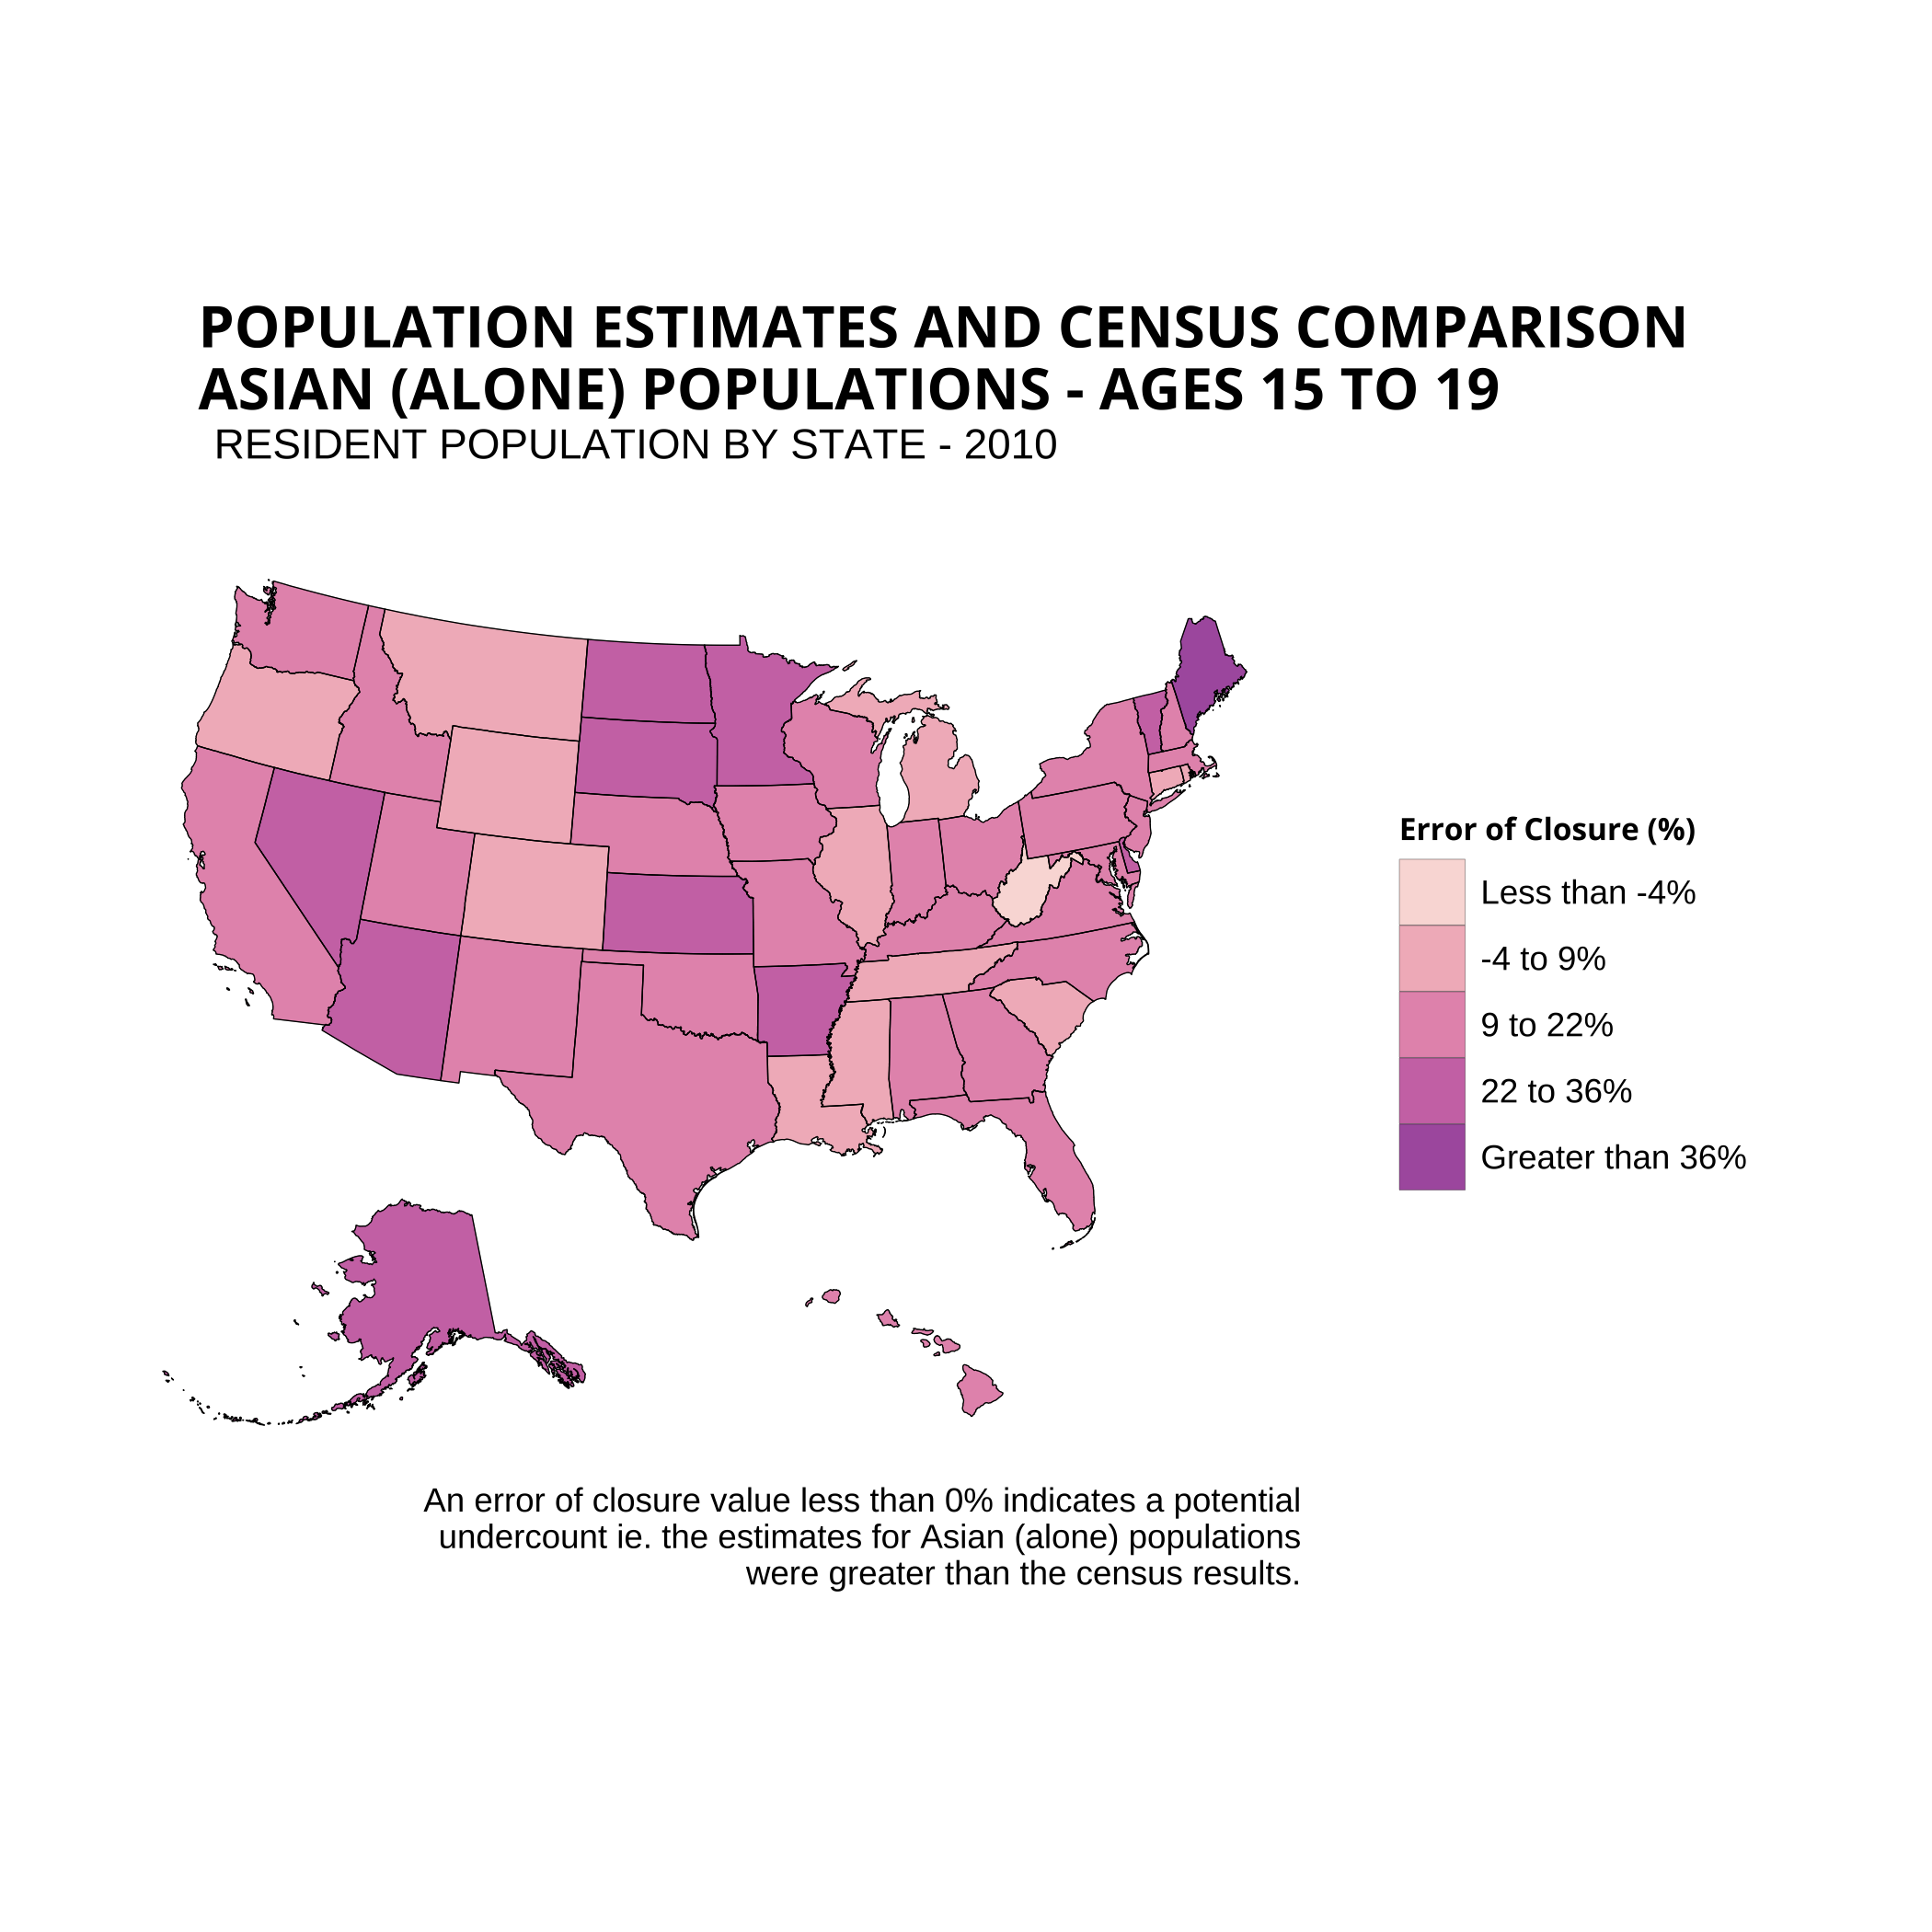 POPULATION ESTIMATES AND CENSUS COMPARISON
ASIAN (ALONE) POPULATIONS - AGES 15 TO 19
RESIDENT POPULATION BY STATE - 2010
Error of Closure (%)
Less than -4%
-4 to 9%
9 to 22%
22 to 36%
Greater than 36%
An error of closure value less than 0% indicates a potential
undercount ie. the estimates for Asian (alone) populations
were greater than the census results.